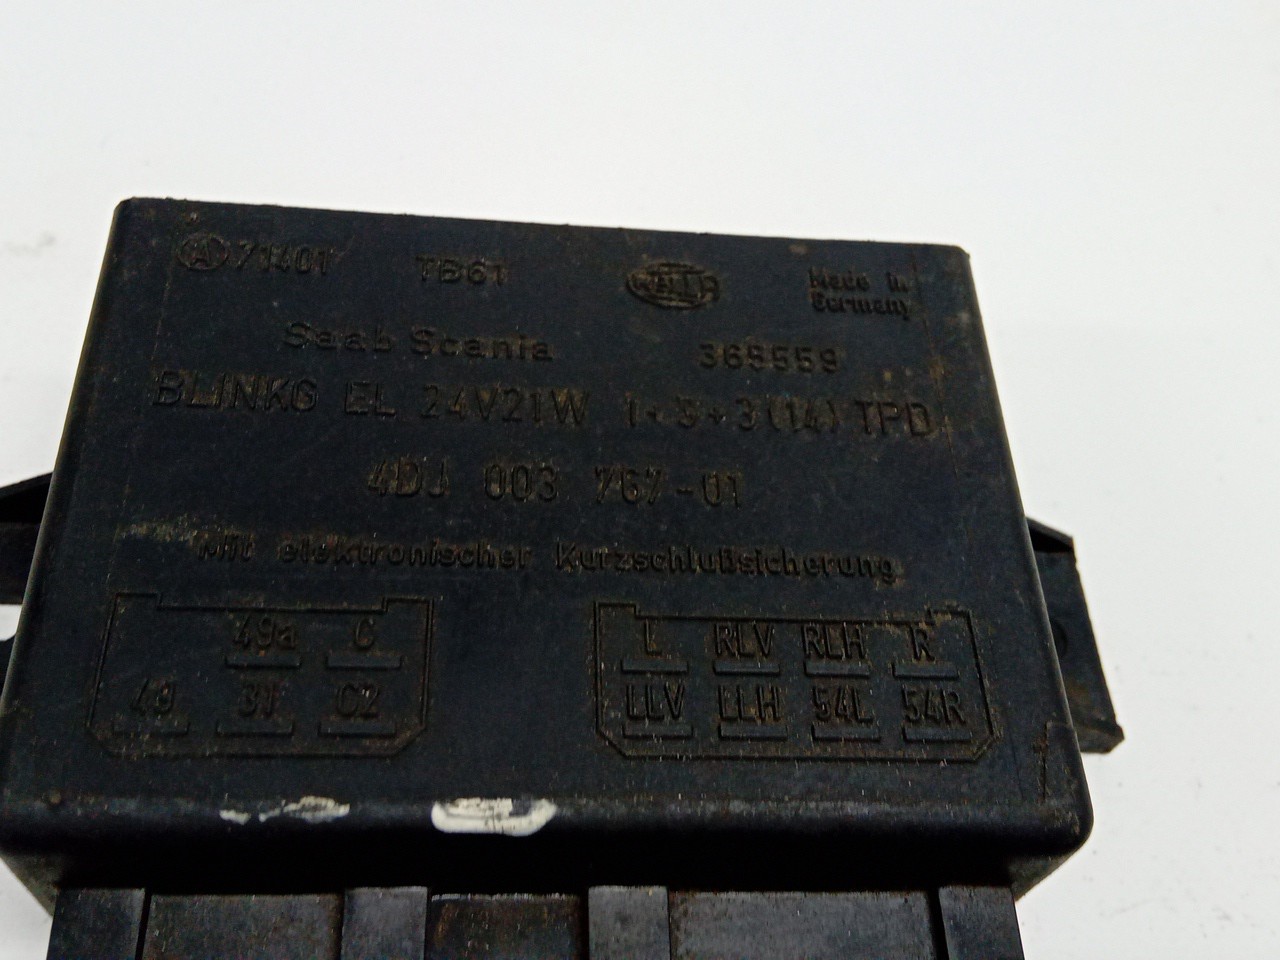 A 71401 TB61 HELLA Made in
Germany
Saab Scania 365559
BLINKG EL 24V21W 1+3+3(14) TPD
4DJ 003 767-01
Mit elektronischer Kurzschlußsicherung
49a C
49 31 C2
L RLV RLH R
LLV LLH 54L 54R